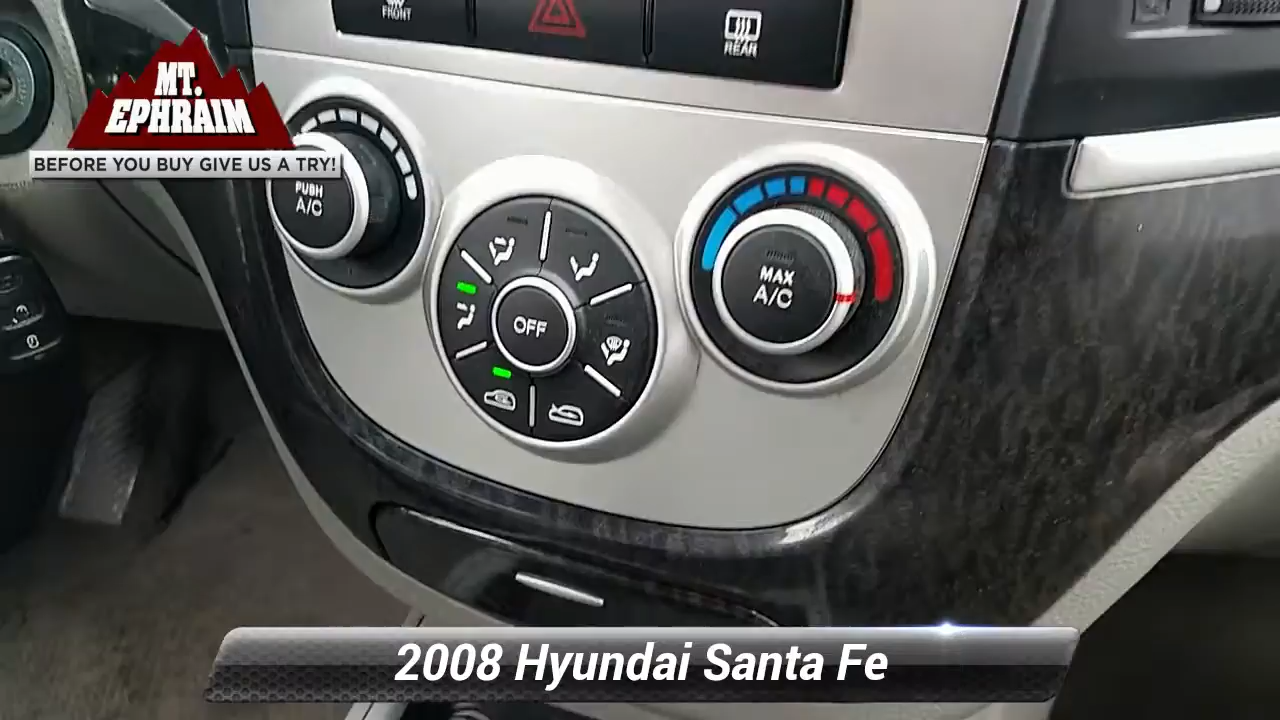 FRONT
REAR
MT.
EPHRAIM
BEFORE YOU BUY GIVE US A TRY!
PUSH
A/C
OFF
MAX
A/C
2008 Hyundai Santa Fe